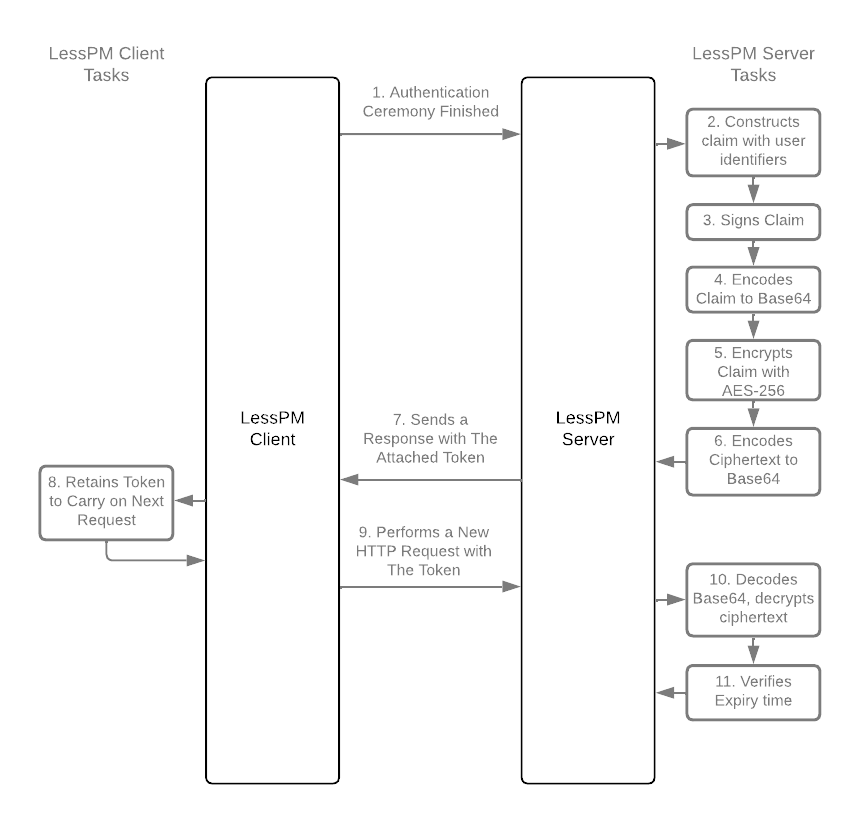 LessPM Client
Tasks
LessPM Server
Tasks
1. Authentication
Ceremony Finished
2. Constructs
claim with user
identifiers
3. Signs Claim
4. Encodes
Claim to Base64
5. Encrypts
Claim with
AES-256
LessPM
Client
7. Sends a
Response with The
Attached Token
LessPM
Server
6. Encodes
Ciphertext to
Base64
8. Retains Token
to Carry on Next
Request
9. Performs a New
HTTP Request with
The Token
10. Decodes
Base64, decrypts
ciphertext
11. Verifies
Expiry time